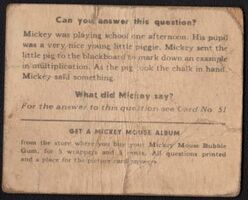 Can you answer this question?
Mickey was playing school one afternoon. His pupil
was a very nice young little piggie. Mickey sent the
little pig to the blackboard to mark down an example
in multiplication. As the pig took the chalk in hand
Mickey said something.
What did Mickey say?
For the answer to this question see Card No. 51
GET A MICKEY MOUSE ALBUM
from the store where you buy your Mickey Mouse Bubble
Gum, for 5 wrappers and 5 cents. All questions printed
and a place for the picture card answers.